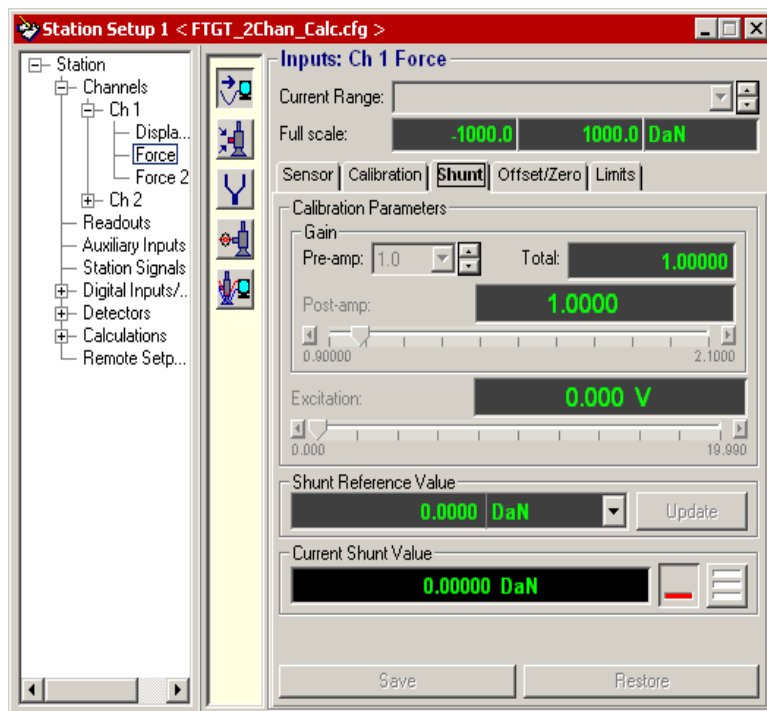 Station Setup 1 < FTGT_2Chan_Calc.cfg >
Station
Channels
Ch 1
Displa...
Force
Force 2
Ch 2
Readouts
Auxiliary Inputs
Station Signals
Digital Inputs/..
Detectors
Calculations
Remote Setp...
Inputs: Ch 1 Force
Current Range:
Full scale: -1000.0 1000.0 DaN
Sensor Calibration Shunt Offset/Zero Limits
Calibration Parameters
Gain
Pre-amp: 1.0 Total: 1.00000
Post-amp: 1.0000
0.90000 2.1000
Excitation: 0.000 V
0.000 19.990
Shunt Reference Value
0.0000 DaN Update
Current Shunt Value
0.00000 DaN
Save Restore